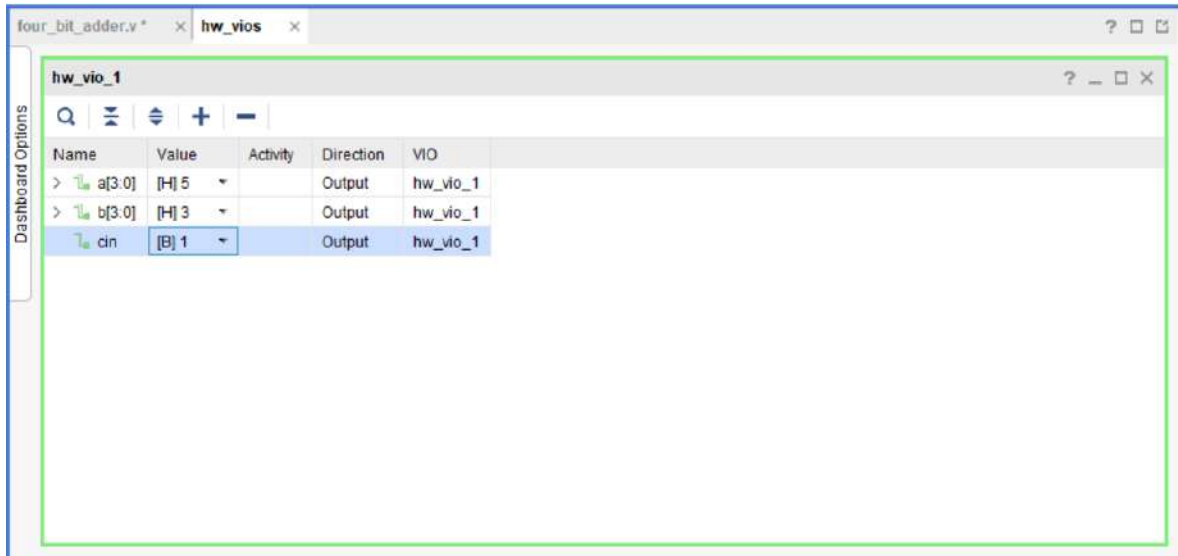 four_bit_adder.v * × hw_vios ×
?
Dashboard Options
hw_vio_1
?
Name Value Activity Direction VIO
> a[3:0] [H] 5 Output hw_vio_1
> b[3:0] [H] 3 Output hw_vio_1
cin [B] 1 Output hw_vio_1